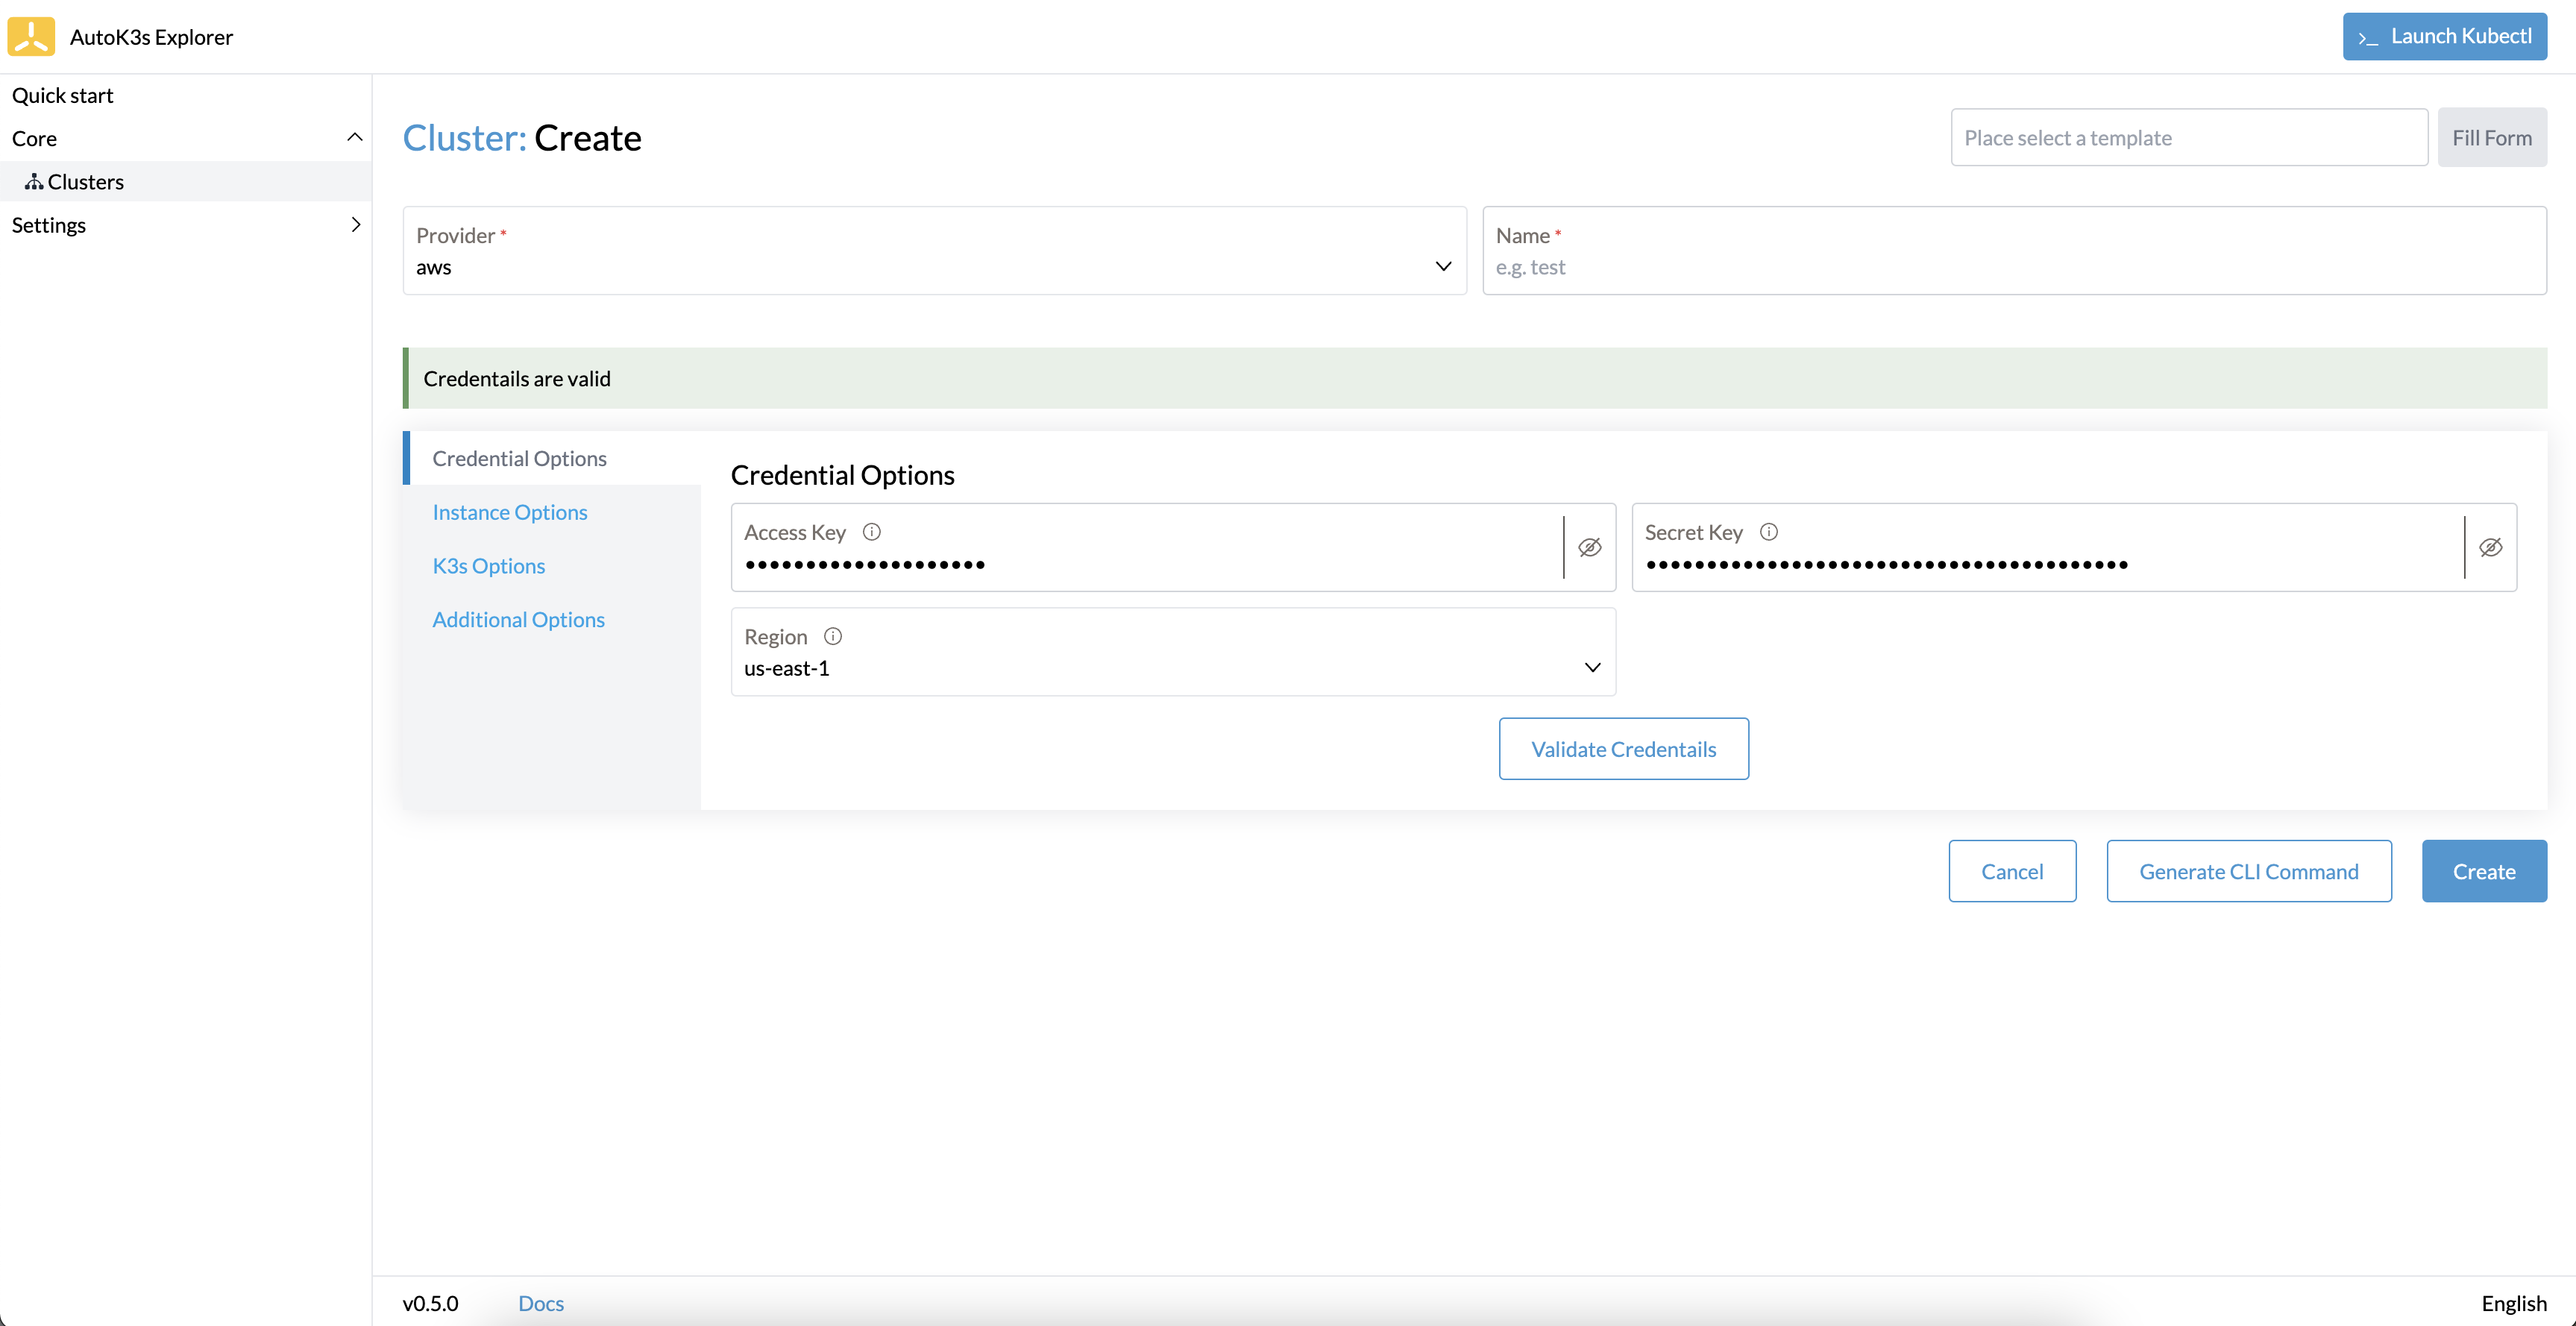 AutoK3s Explorer
>_ Launch Kubectl
Quick start
Core
Clusters
Settings
Cluster: Create
Place select a template
Fill Form
Provider *
aws
Name *
e.g. test
Credentails are valid
Credential Options
Instance Options
K3s Options
Additional Options
Credential Options
Access Key
••••••••••••••••••••
Secret Key
••••••••••••••••••••••••••••••••••••••••
Region
us-east-1
Validate Credentails
Cancel
Generate CLI Command
Create
v0.5.0
Docs
English